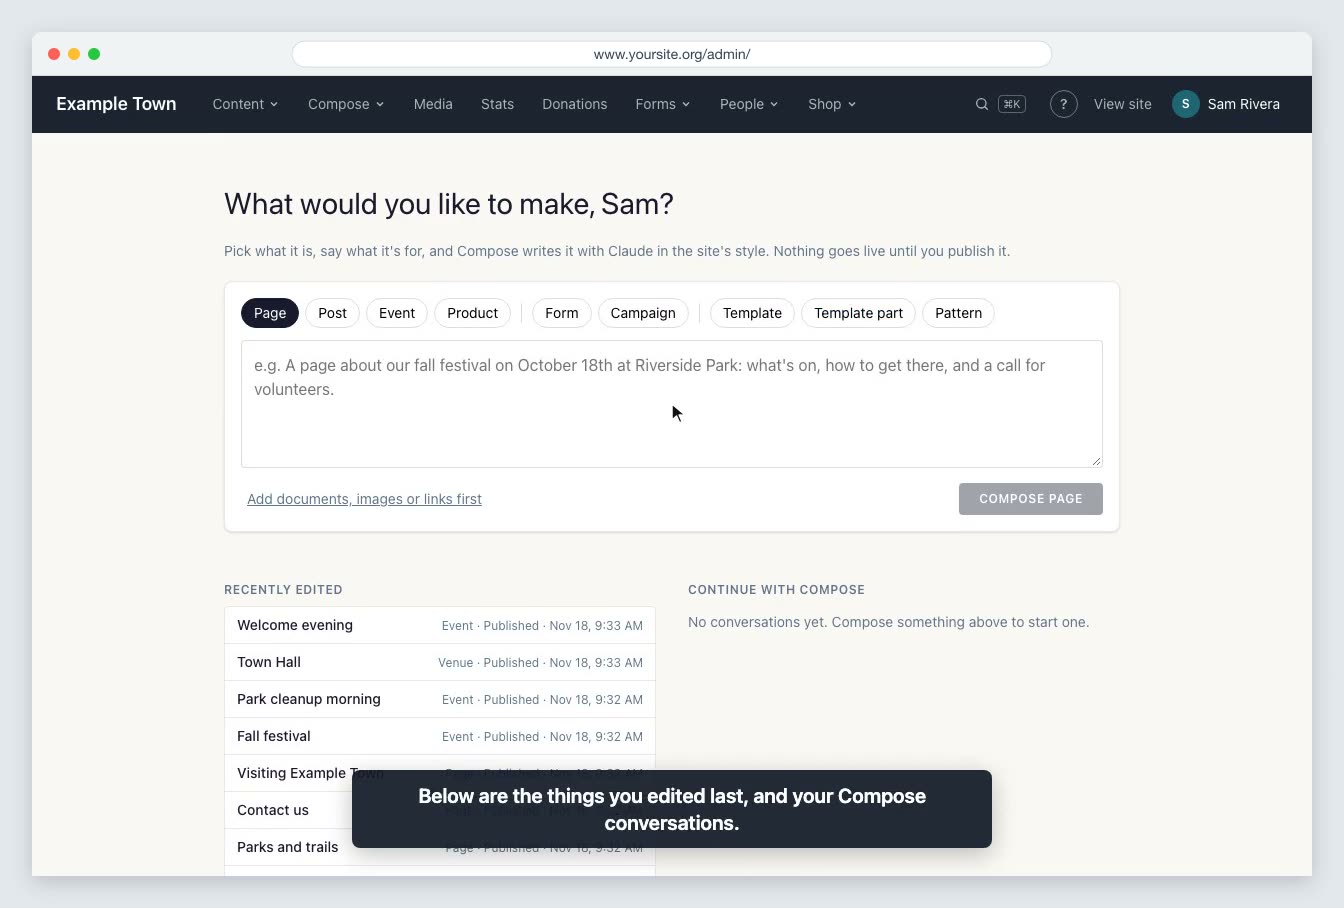 www.yoursite.org/admin/
Example Town
Content
Compose
Media
Stats
Donations
Forms
People
Shop
⌘K
?
View site
S
Sam Rivera
What would you like to make, Sam?
Pick what it is, say what it's for, and Compose writes it with Claude in the site's style. Nothing goes live until you publish it.
Page
Post
Event
Product
Form
Campaign
Template
Template part
Pattern
e.g. A page about our fall festival on October 18th at Riverside Park: what's on, how to get there, and a call for
volunteers.
Add documents, images or links first
COMPOSE PAGE
RECENTLY EDITED
Welcome evening
Event · Published · Nov 18, 9:33 AM
Town Hall
Venue · Published · Nov 18, 9:33 AM
Park cleanup morning
Event · Published · Nov 18, 9:32 AM
Fall festival
Event · Published · Nov 18, 9:32 AM
Visiting Example Town
Contact us
Parks and trails
Page · Published · Nov 18, 9:32 AM
CONTINUE WITH COMPOSE
No conversations yet. Compose something above to start one.
Below are the things you edited last, and your Compose
conversations.